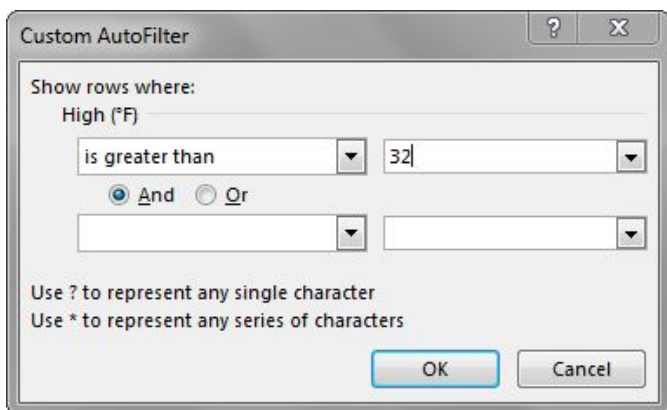 Custom AutoFilter
? X
Show rows where:
High (°F)
is greater than 32
And Or
Use ? to represent any single character
Use * to represent any series of characters
OK Cancel